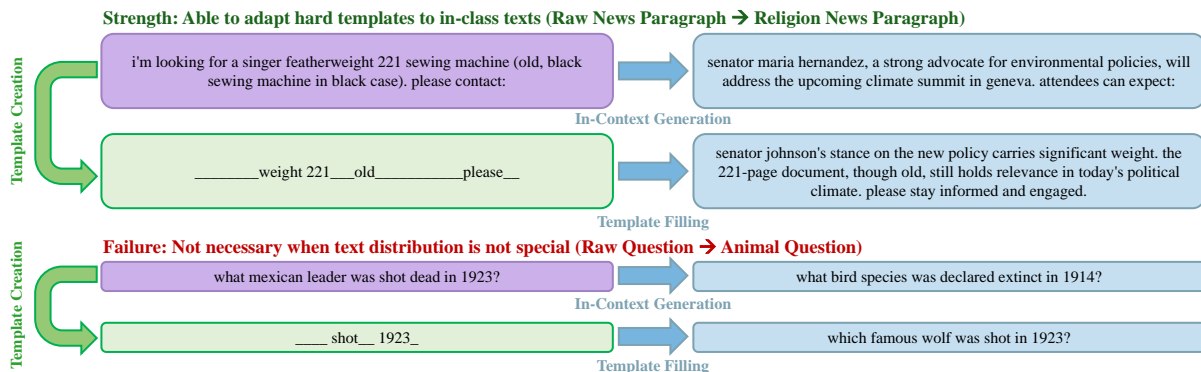 Strength: Able to adapt hard templates to in-class texts (Raw News Paragraph → Religion News Paragraph)
Template Creation
i'm looking for a singer featherweight 221 sewing machine (old, black
sewing machine in black case). please contact:
senator maria hernandez, a strong advocate for environmental policies, will
address the upcoming climate summit in geneva. attendees can expect:
In-Context Generation
________weight 221___old__________please__
senator johnson's stance on the new policy carries significant weight. the
221-page document, though old, still holds relevance in today's political
climate. please stay informed and engaged.
Template Filling
Failure: Not necessary when text distribution is not special (Raw Question → Animal Question)
Template Creation
what mexican leader was shot dead in 1923?
what bird species was declared extinct in 1914?
In-Context Generation
____ shot__ 1923_
which famous wolf was shot in 1923?
Template Filling